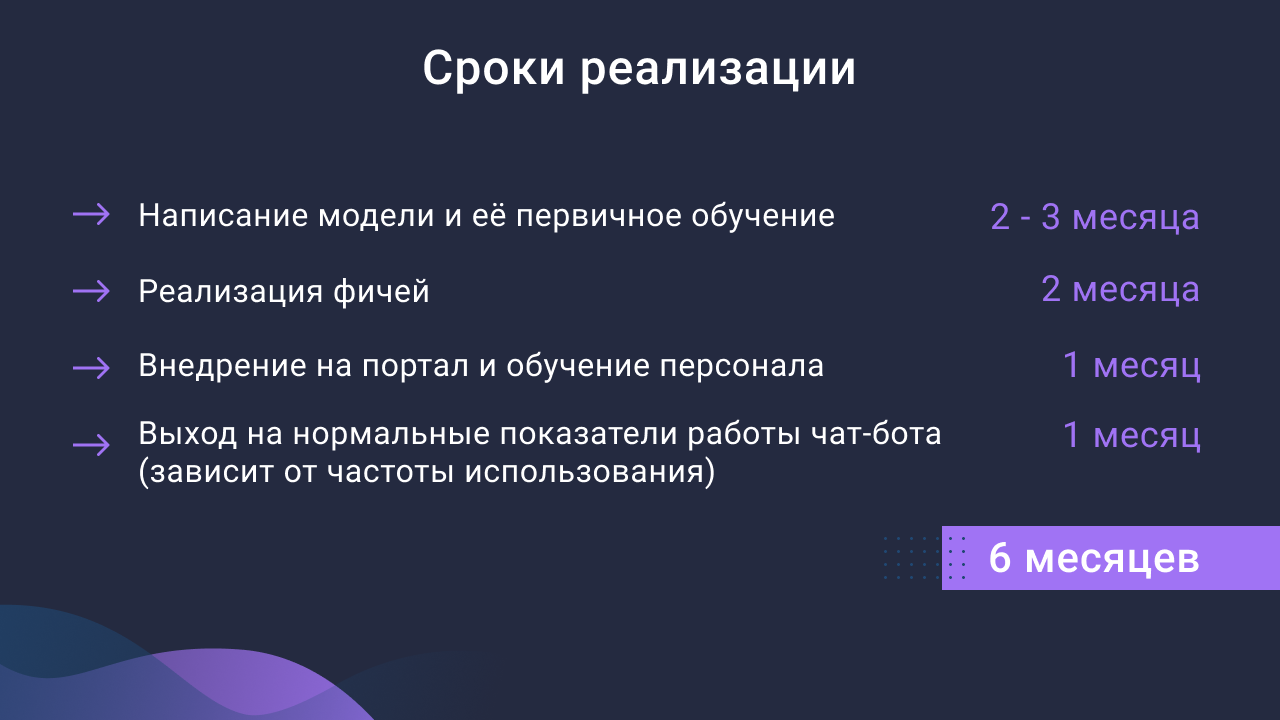 Сроки реализации
Написание модели и её первичное обучение
2 - 3 месяца
Реализация фичей
2 месяца
Внедрение на портал и обучение персонала
1 месяц
Выход на нормальные показатели работы чат-бота
(зависит от частоты использования)
1 месяц
6 месяцев